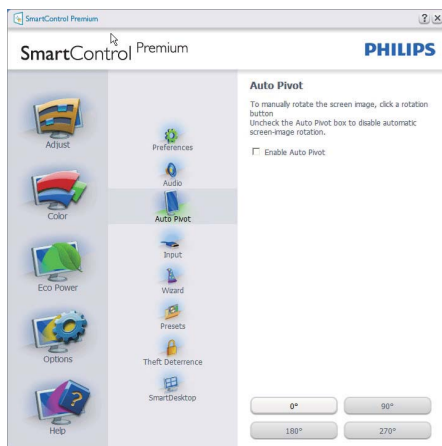 SmartControl Premium
SmartControl Premium
PHILIPS
Adjust
Color
Eco Power
Options
Help
Preferences
Audio
Auto Pivot
Input
Wizard
Presets
Theft Deterrence
SmartDesktop
Auto Pivot
To manually rotate the screen image, click a rotation
button
Uncheck the Auto Pivot box to disable automatic
screen-image rotation.
Enable Auto Pivot
0° 90°
180° 270°